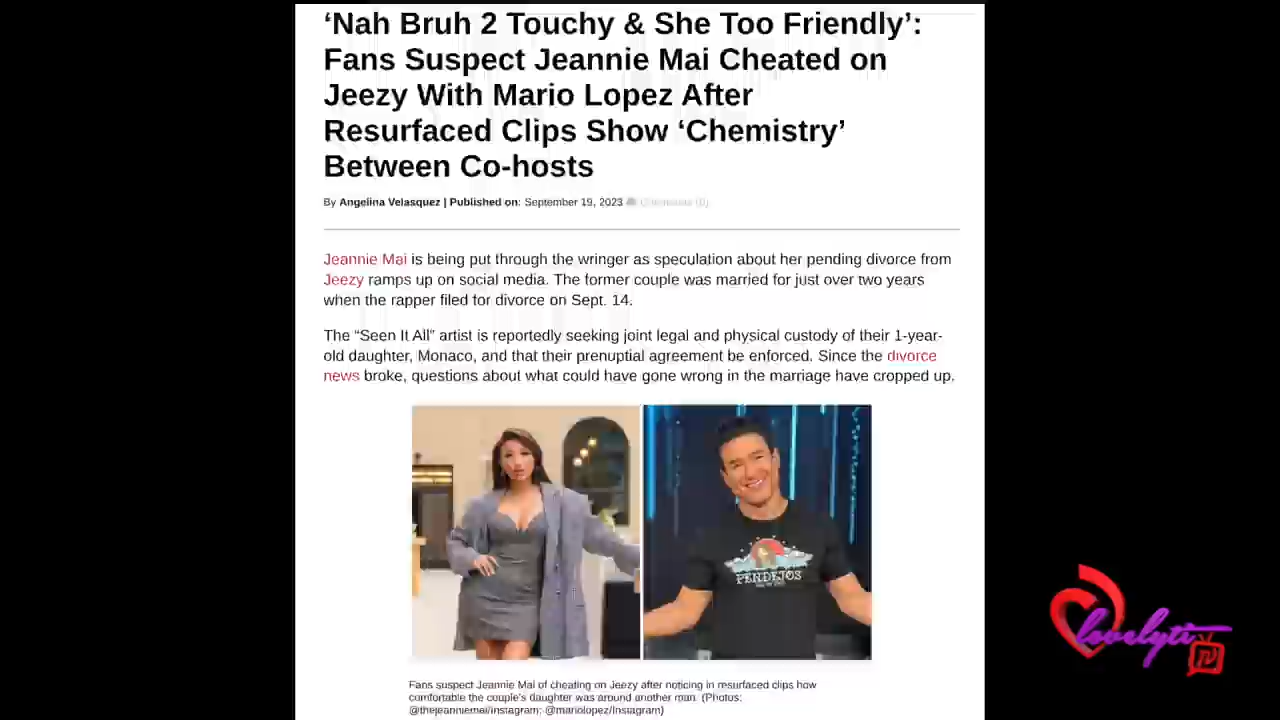 ‘Nah Bruh 2 Touchy & She Too Friendly’:
Fans Suspect Jeannie Mai Cheated on
Jeezy With Mario Lopez After
Resurfaced Clips Show ‘Chemistry’
Between Co-hosts
By Angelina Velasquez | Published on: September 19, 2023 Comments (0)
Jeannie Mai is being put through the wringer as speculation about her pending divorce from
Jeezy ramps up on social media. The former couple was married for just over two years
when the rapper filed for divorce on Sept. 14.
The “Seen It All” artist is reportedly seeking joint legal and physical custody of their 1-year-
old daughter, Monaco, and that their prenuptial agreement be enforced. Since the divorce
news broke, questions about what could have gone wrong in the marriage have cropped up.
PENDEJOS
Fans suspect Jeannie Mai of cheating on Jeezy after noticing in resurfaced clips how
comfortable the couple's daughter was around another man. (Photos:
@thejeanniemai/Instagram; @mariolopez/Instagram)
lovelyti
TV